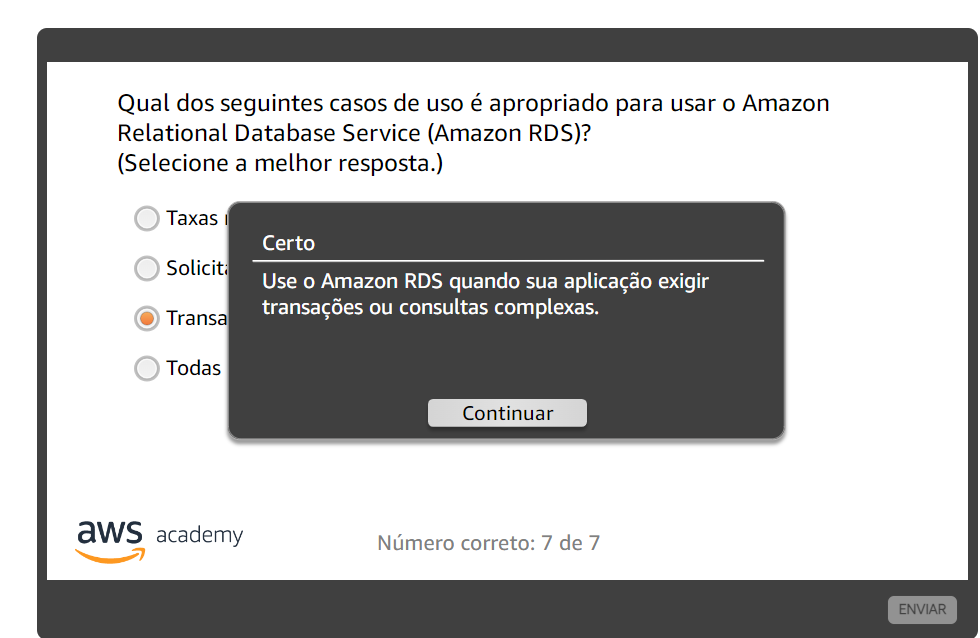 Qual dos seguintes casos de uso é apropriado para usar o Amazon
Relational Database Service (Amazon RDS)?
(Selecione a melhor resposta.)
Taxas
Certo
Use o Amazon RDS quando sua aplicação exigir
transações ou consultas complexas.
Todas
Continuar
aws academy
Número correto: 7 de 7
ENVIAR